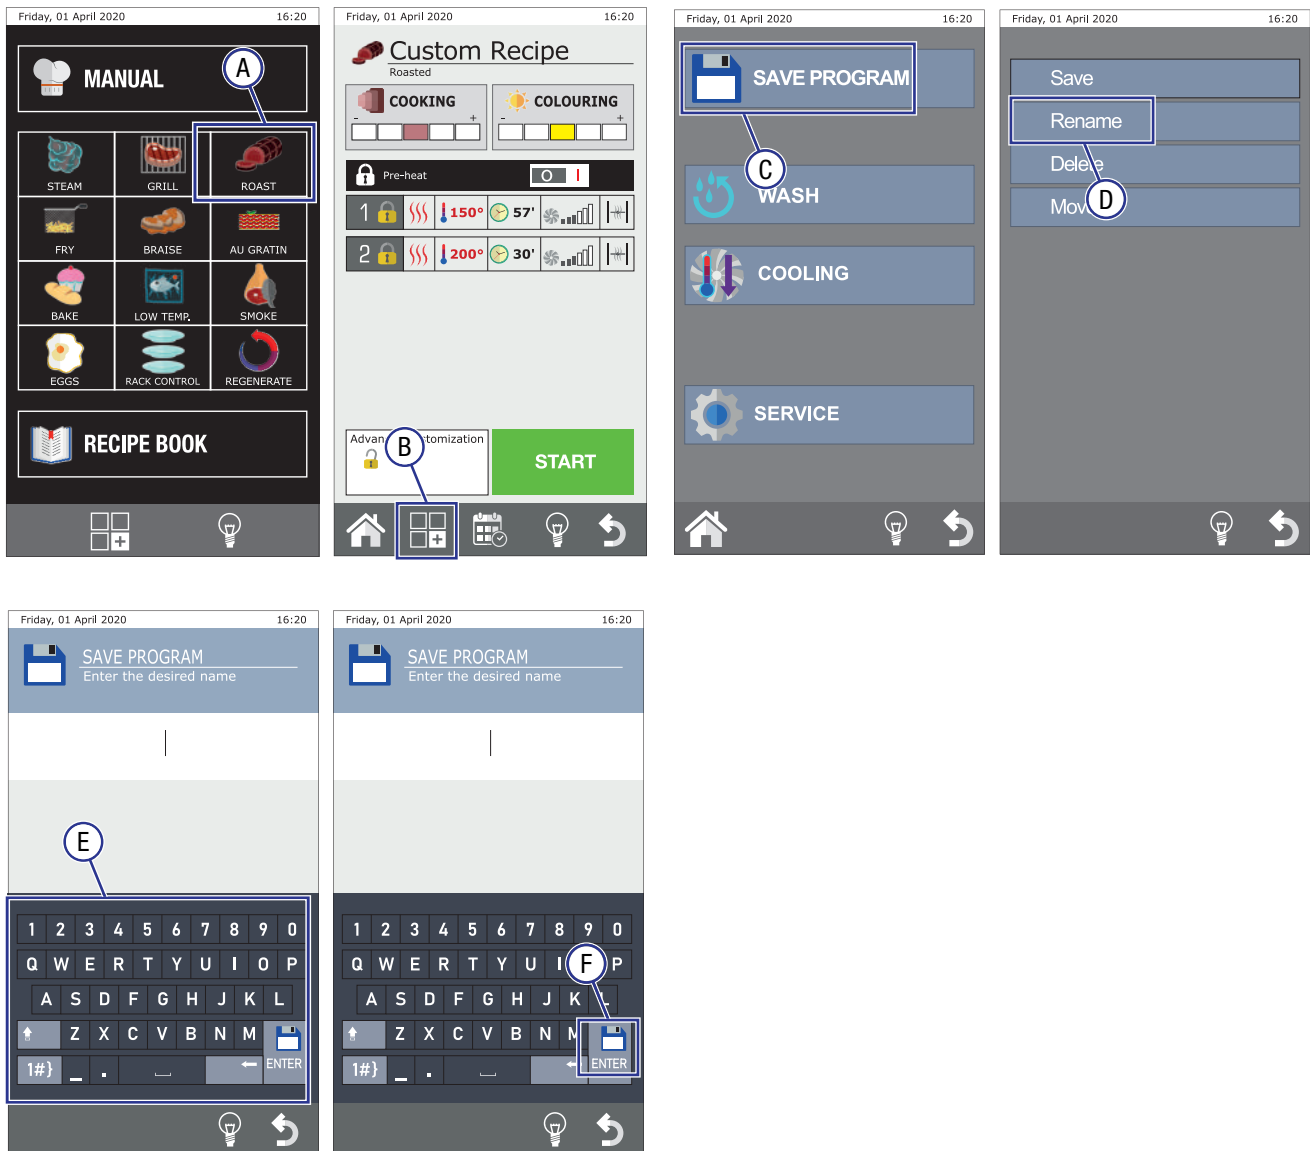 Friday, 01 April 2020 16:20
MANUAL
A
STEAM GRILL ROAST
FRY BRAISE AU GRATIN
BAKE LOW TEMP. SMOKE
EGGS RACK CONTROL REGENERATE
RECIPE BOOK
Friday, 01 April 2020 16:20
Custom Recipe
Roasted
COOKING COLOURING
- + - +
Pre-heat O I
1 150° 57'
2 200° 30'
B
START
Friday, 01 April 2020 16:20
SAVE PROGRAM
C
WASH
COOLING
SERVICE
Friday, 01 April 2020 16:20
Save
Rename
Delete
D
Friday, 01 April 2020 16:20
SAVE PROGRAM
Enter the desired name
E
1 2 3 4 5 6 7 8 9 0
Q W E R T Y U I O P
A S D F G H J K L
Z X C V B N M
1#} _ . ENTER
Friday, 01 April 2020 16:20
SAVE PROGRAM
Enter the desired name
1 2 3 4 5 6 7 8 9 0
Q W E R T Y U I P
F
A S D F G H J K L
Z X C V B N M
1#} _ . ENTER